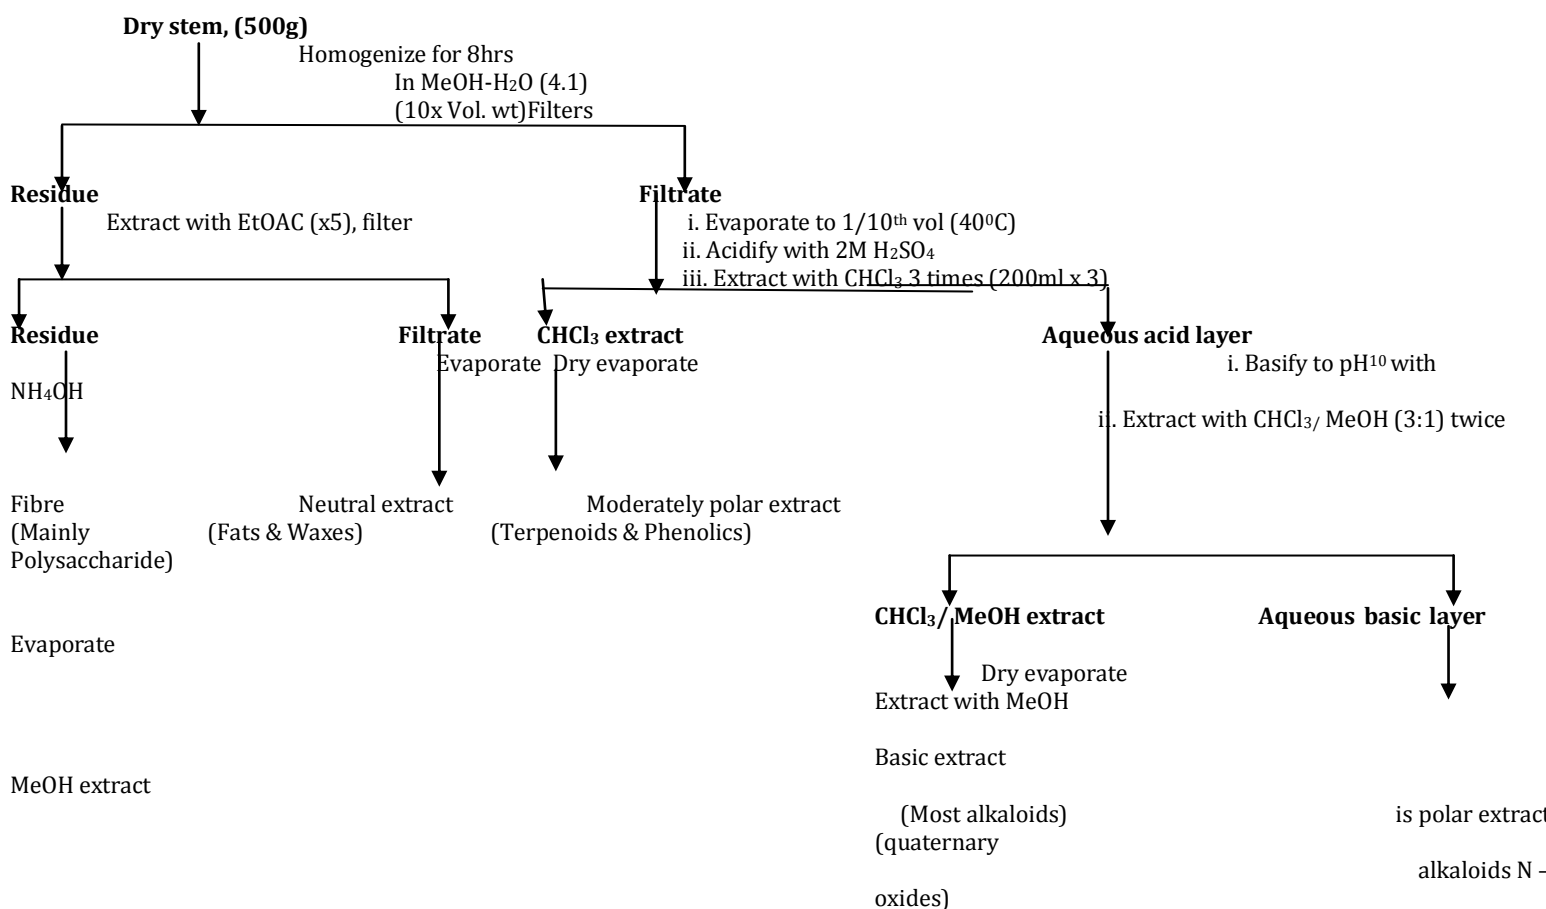 Dry stem, (500g)
Homogenize for 8hrs
In MeOH-H₂O (4.1)
(10x Vol. wt)Filters
Residue Filtrate
Extract with EtOAC (x5), filter i. Evaporate to 1/10ᵗʰ vol (40⁰C)
ii. Acidify with 2M H₂SO₄
iii. Extract with CHCl₃ 3 times (200ml x 3)
Residue Filtrate CHCl₃ extract Aqueous acid layer
Evaporate Dry evaporate i. Basify to pH¹⁰ with
NH₄OH
ii. Extract with CHCl₃/ MeOH (3:1) twice
Fibre Neutral extract Moderately polar extract
(Mainly (Fats & Waxes) (Terpenoids & Phenolics)
Polysaccharide)
CHCl₃/ MeOH extract Aqueous basic layer
Evaporate
Dry evaporate
Extract with MeOH
Basic extract
MeOH extract
(Most alkaloids) is polar extract
(quaternary
alkaloids N –
oxides)